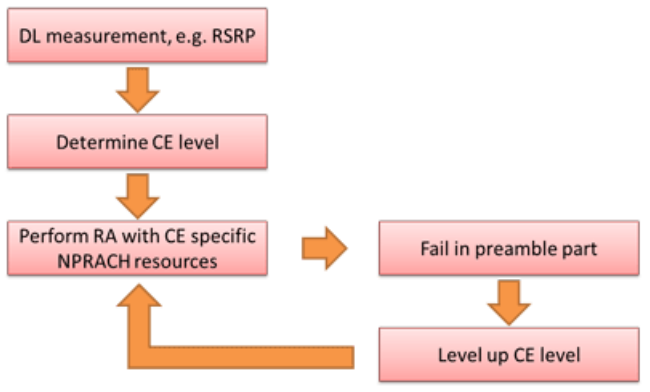 DL measurement, e.g. RSRP
Determine CE level
Perform RA with CE specific
NPRACH resources
Fail in preamble part
Level up CE level